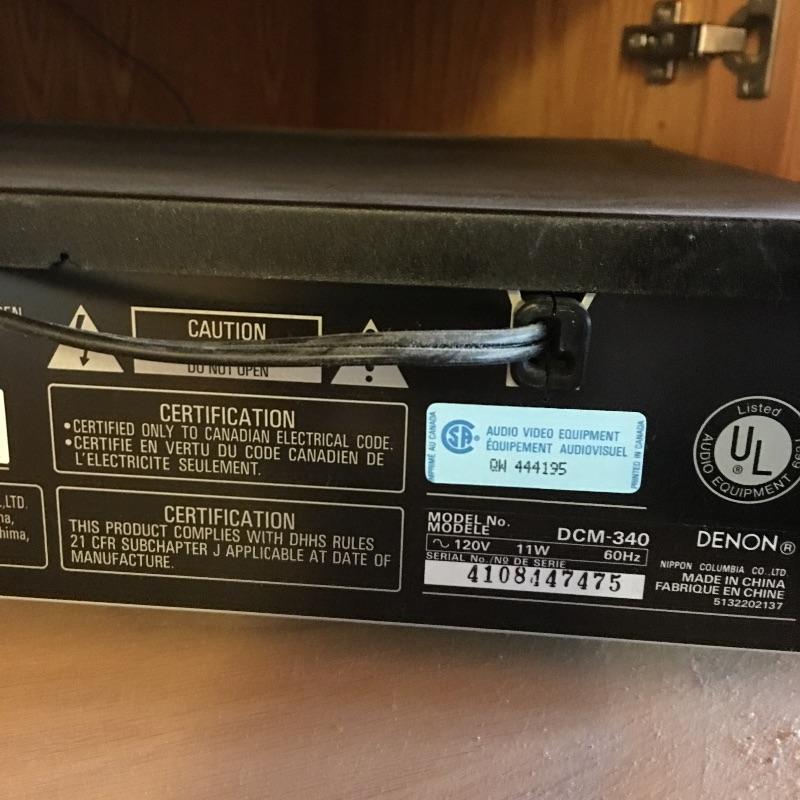 CAUTION
DO NOT OPEN
CERTIFICATION
•CERTIFIED ONLY TO CANADIAN ELECTRICAL CODE.
•CERTIFIE EN VERTU DU CODE CANADIEN DE
L'ELECTRICITE SEULEMENT.
,LTD.
CERTIFICATION
THIS PRODUCT COMPLIES WITH DHHS RULES
21 CFR SUBCHAPTER J APPLICABLE AT DATE OF
MANUFACTURE.
AU CANADA
AUDIO VIDEO EQUIPMENT
ÉQUIPEMENT AUDIOVISUEL
QW 444195
PRINTED IN CANADA
MODEL No.
MODELE
DCM-340
~ 120V 11W 60Hz
SERIAL No./Nº DE SERIE
4108447475
Listed
UL
®
AUDIO EQUIPMENT 6621
DENON®
NIPPON COLUMBIA CO.,LTD
MADE IN CHINA
FABRIQUE EN CHINE
5132202137